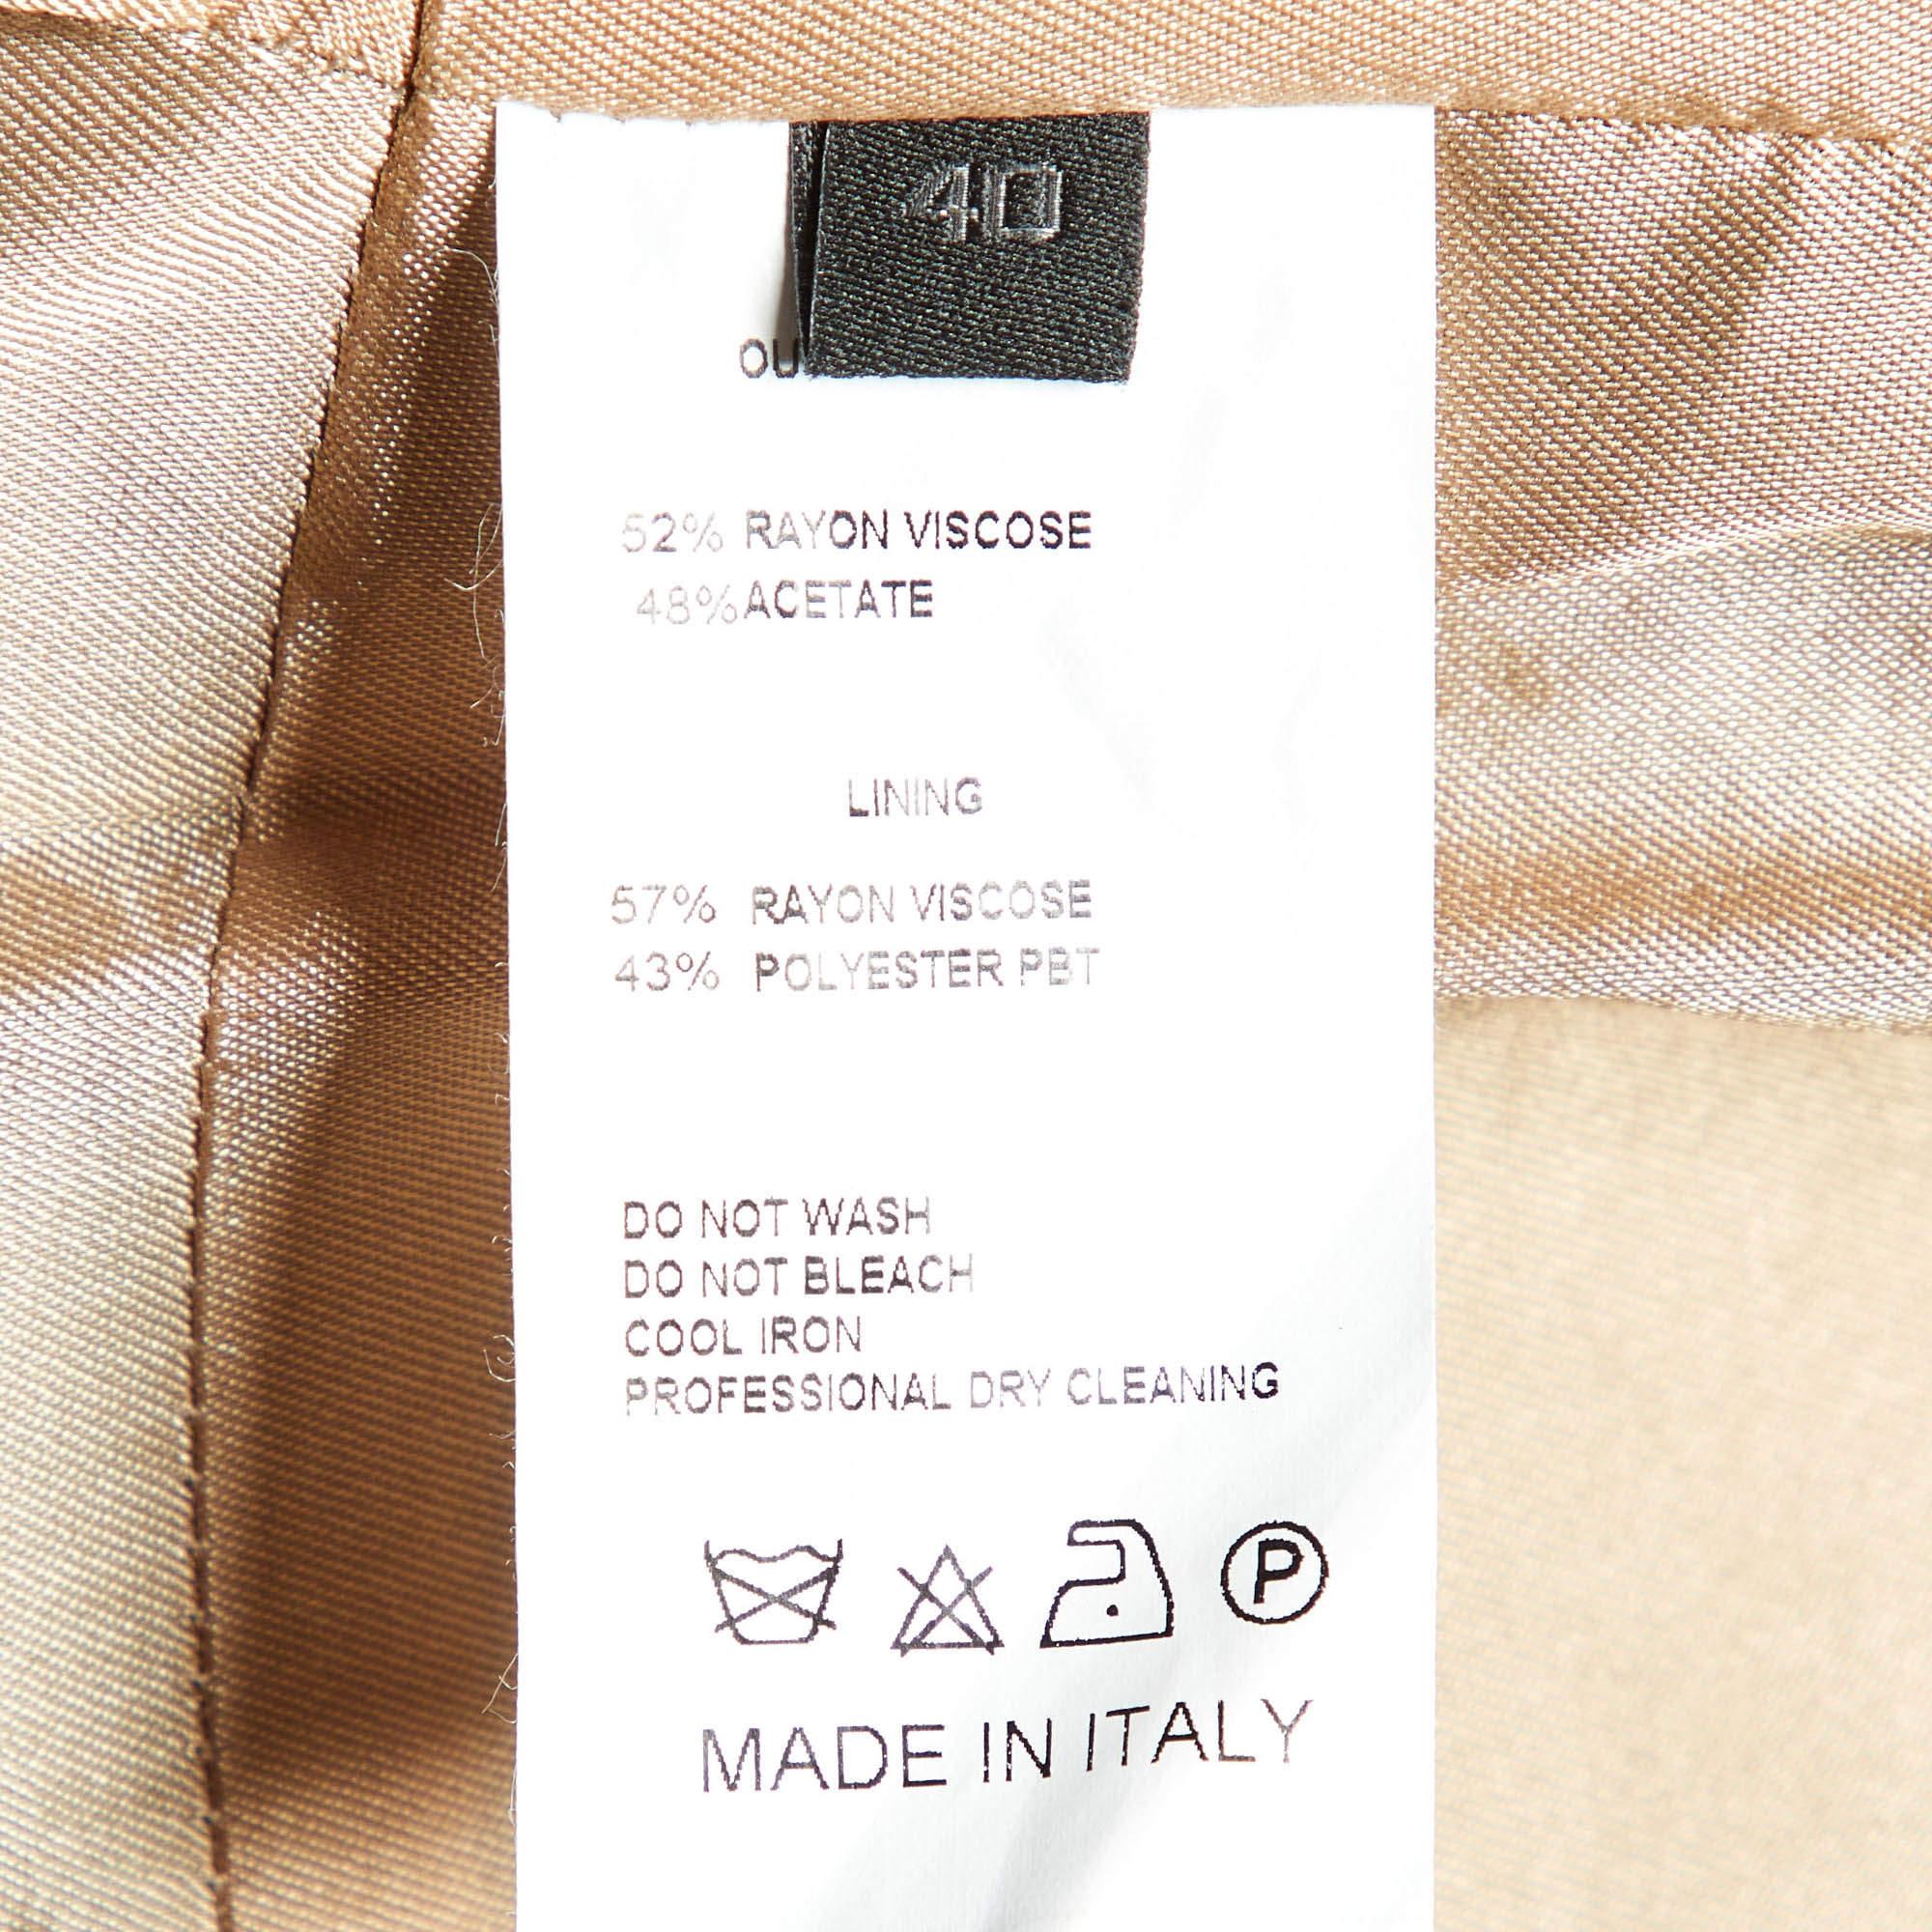 40
52% RAYON VISCOSE
48% ACETATE
LINING
57% RAYON VISCOSE
43% POLYESTER PBT
DO NOT WASH
DO NOT BLEACH
COOL IRON
PROFESSIONAL DRY CLEANING
P
MADE IN ITALY